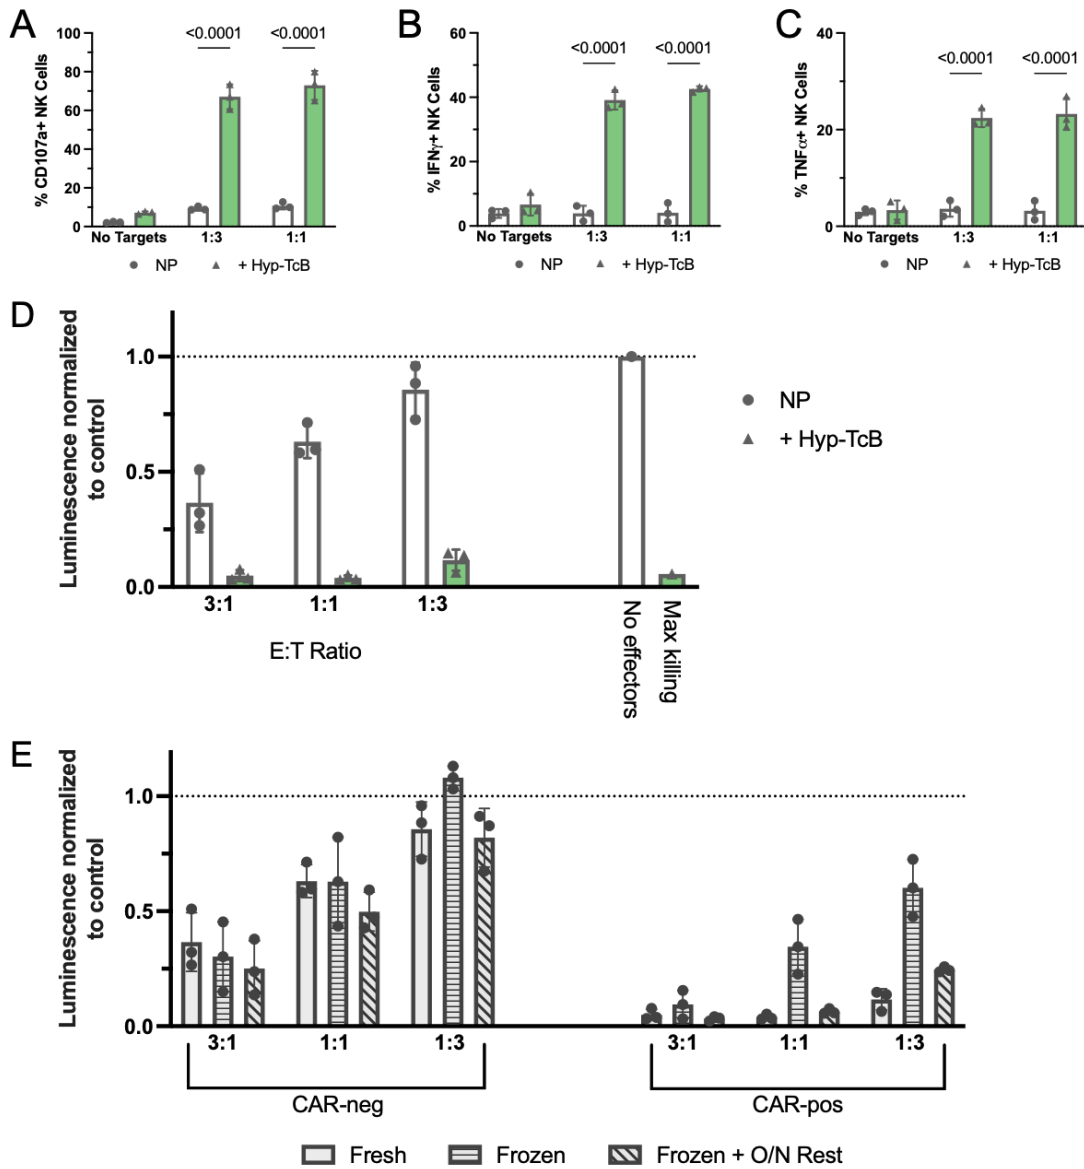 A
% CD107a+ NK Cells
100
80
60
40
20
0
<0.0001
<0.0001
No Targets
1:3
1:1
NP
+ Hyp-TcB
B
% IFNγ+ NK Cells
60
40
20
0
<0.0001
<0.0001
No Targets
1:3
1:1
NP
+ Hyp-TcB
C
% TNFα+ NK Cells
40
20
0
<0.0001
<0.0001
No Targets
1:3
1:1
NP
+ Hyp-TcB
D
Luminescence normalized
to control
1.0
0.5
0.0
3:1
1:1
1:3
E:T Ratio
No effectors
Max killing
NP
+ Hyp-TcB
E
Luminescence normalized
to control
1.0
0.5
0.0
3:1
1:1
1:3
CAR-neg
3:1
1:1
1:3
CAR-pos
Fresh
Frozen
Frozen + O/N Rest